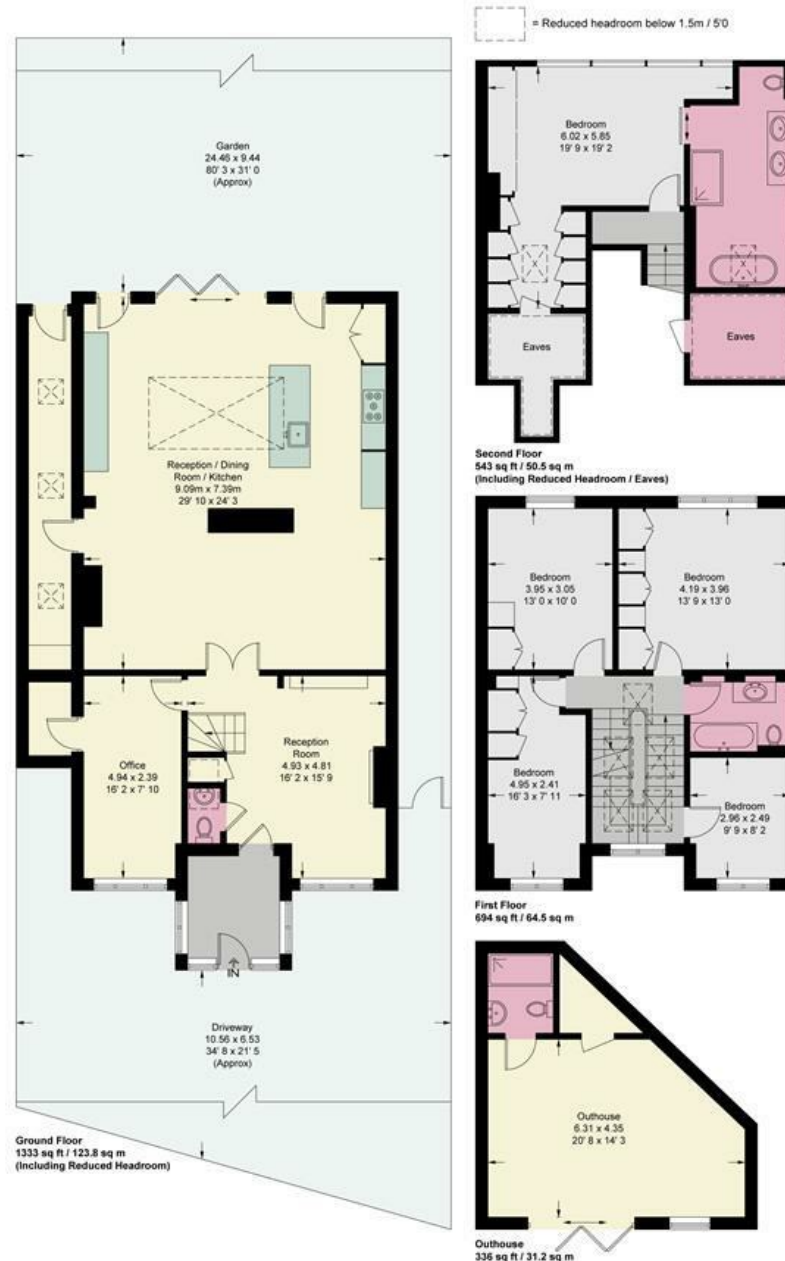 = Reduced headroom below 1.5m / 5'0
Garden
24.46 x 9.44
80' 3 x 31' 0
(Approx)
Reception / Dining
Room / Kitchen
9.09m x 7.39m
29' 10 x 24' 3
Office
4.94 x 2.39
16' 2 x 7' 10
Reception
Room
4.93 x 4.81
16' 2 x 15' 9
IN
Driveway
10.56 x 6.53
34' 8 x 21' 5
(Approx)
Ground Floor
1333 sq ft / 123.8 sq m
(Including Reduced Headroom)
Bedroom
6.02 x 5.85
19' 9 x 19' 2
Eaves
Eaves
Second Floor
543 sq ft / 50.5 sq m
(Including Reduced Headroom / Eaves)
Bedroom
3.95 x 3.05
13' 0 x 10' 0
Bedroom
4.19 x 3.96
13' 9 x 13' 0
Bedroom
4.95 x 2.41
16' 3 x 7' 11
Bedroom
2.96 x 2.49
9' 9 x 8' 2
First Floor
694 sq ft / 64.5 sq m
Outhouse
6.31 x 4.35
20' 8 x 14' 3
Outhouse
336 sq ft / 31.2 sq m